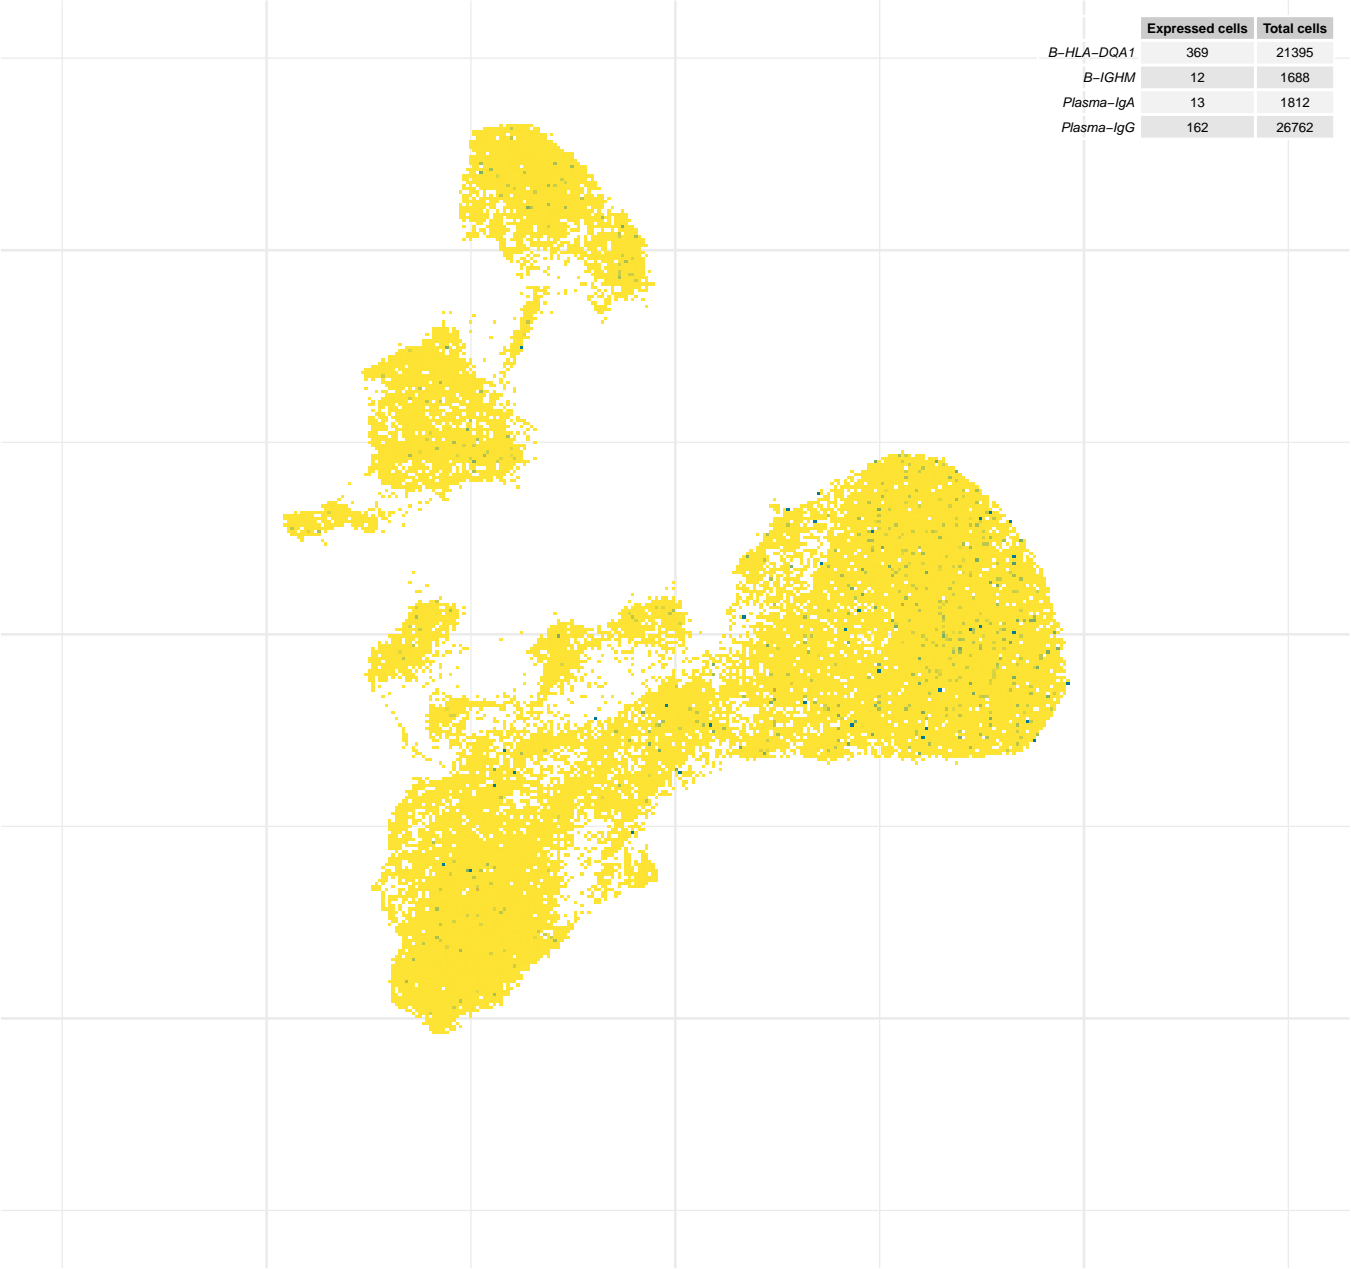 Expressed cells Total cells
B−HLA−DQA1 369 21395
B−IGHM 12 1688
Plasma−IgA 13 1812
Plasma−IgG 162 26762